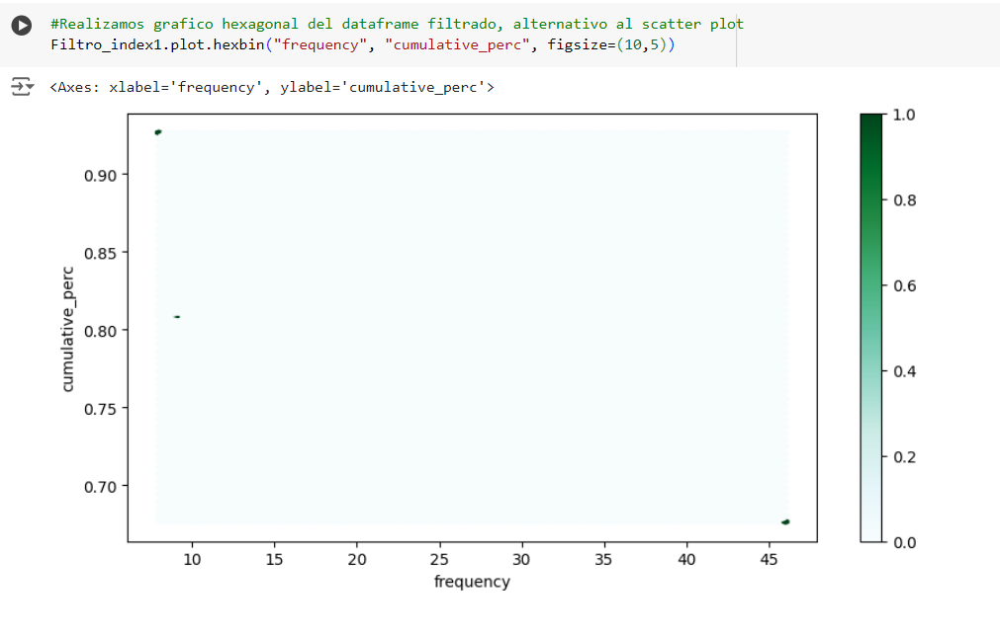 #Realizamos grafico hexagonal del dataframe filtrado, alternativo al scatter plot
Filtro_index1.plot.hexbin("frequency", "cumulative_perc", figsize=(10,5))
<Axes: xlabel='frequency', ylabel='cumulative_perc'>
1.0
0.90
0.8
0.85
0.6
cumulative_perc
0.80
0.4
0.75
0.2
0.70
0.0
10 15 20 25 30 35 40 45
frequency